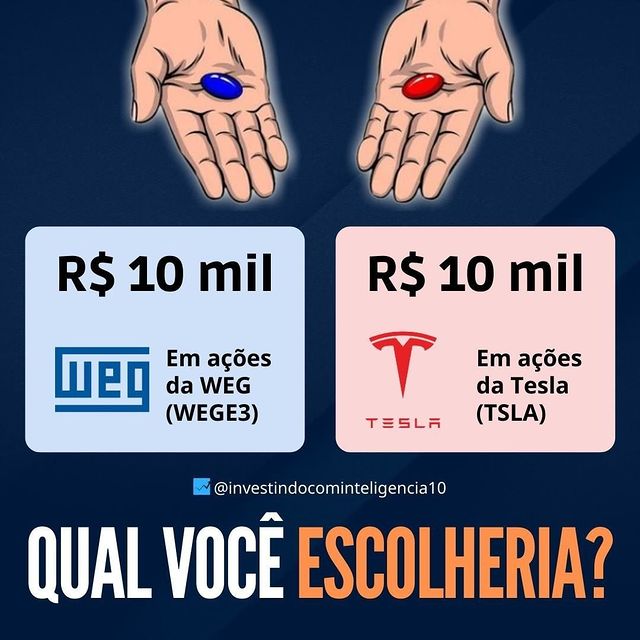 R$ 10 mil
weg
Em ações
da WEG
(WEGE3)
R$ 10 mil
TESLA
Em ações
da Tesla
(TSLA)
@investindocominteligencia10
QUAL VOCÊ ESCOLHERIA?